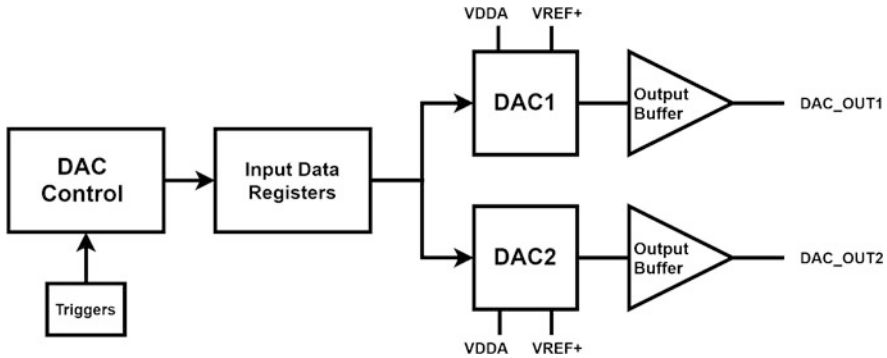 VDDA VREF+
DAC1
Output
Buffer
DAC_OUT1
DAC
Control
Input Data
Registers
DAC2
Output
Buffer
DAC_OUT2
Triggers
VDDA VREF+